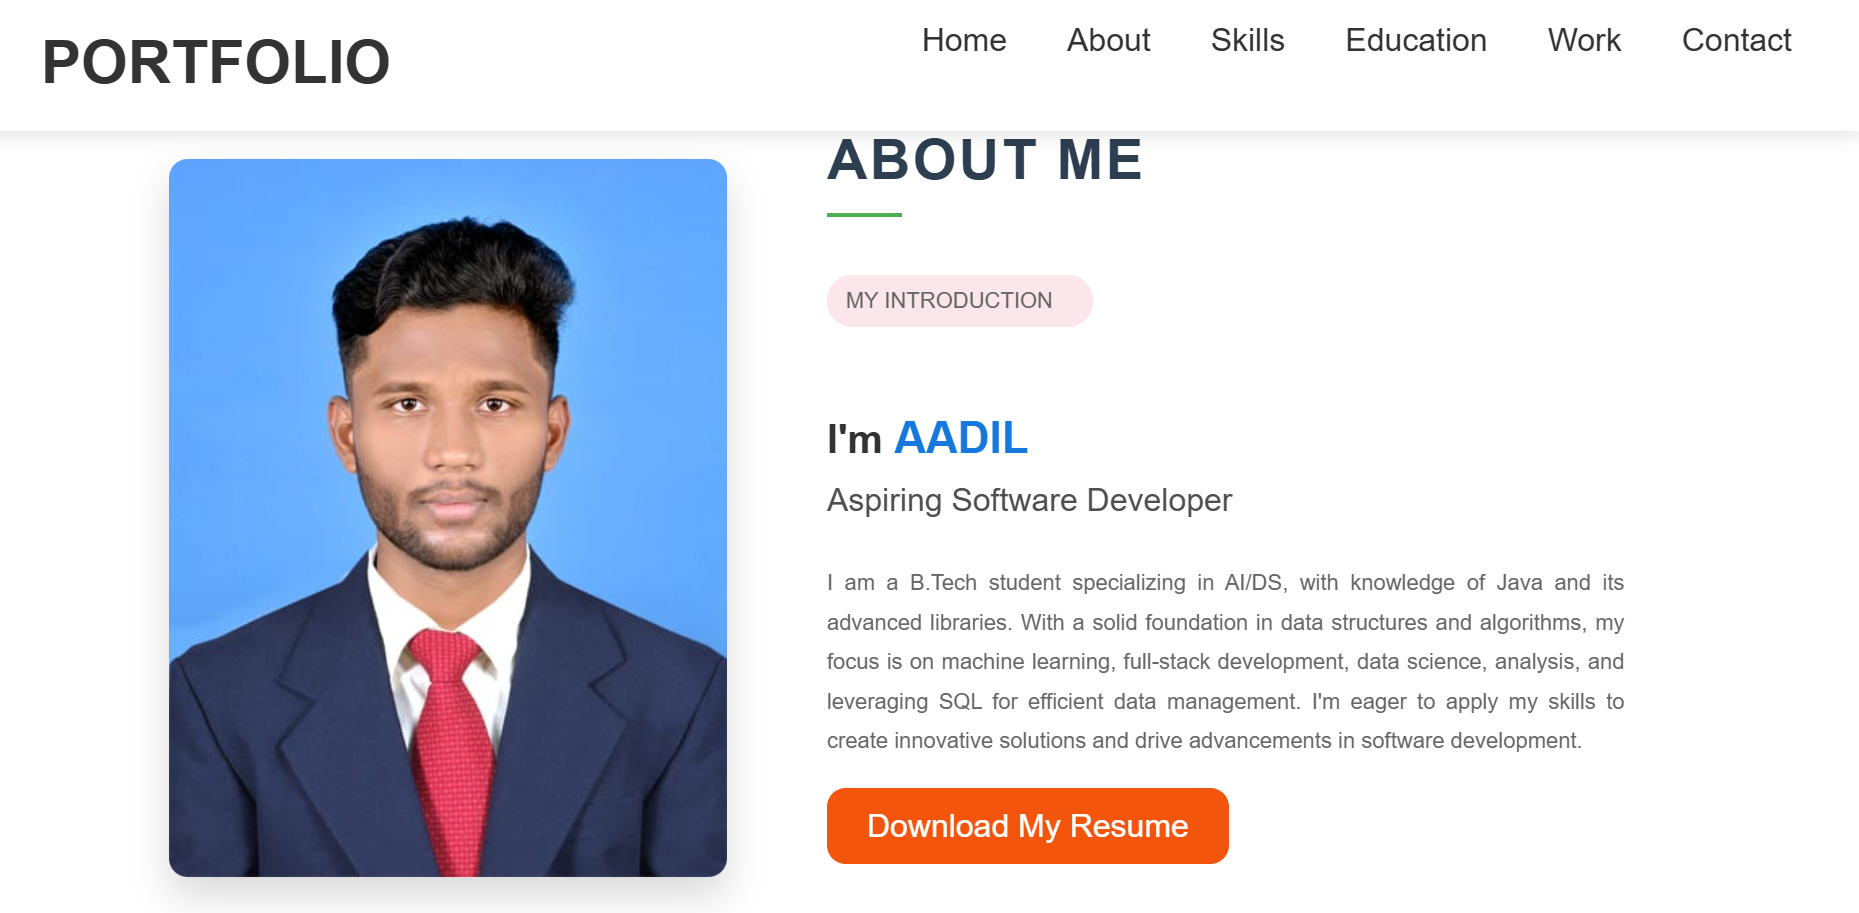 PORTFOLIO
Home About Skills Education Work Contact
ABOUT ME
MY INTRODUCTION
I'm AADIL
Aspiring Software Developer
I am a B.Tech student specializing in AI/DS, with knowledge of Java and its
advanced libraries. With a solid foundation in data structures and algorithms, my
focus is on machine learning, full-stack development, data science, analysis, and
leveraging SQL for efficient data management. I'm eager to apply my skills to
create innovative solutions and drive advancements in software development.
Download My Resume